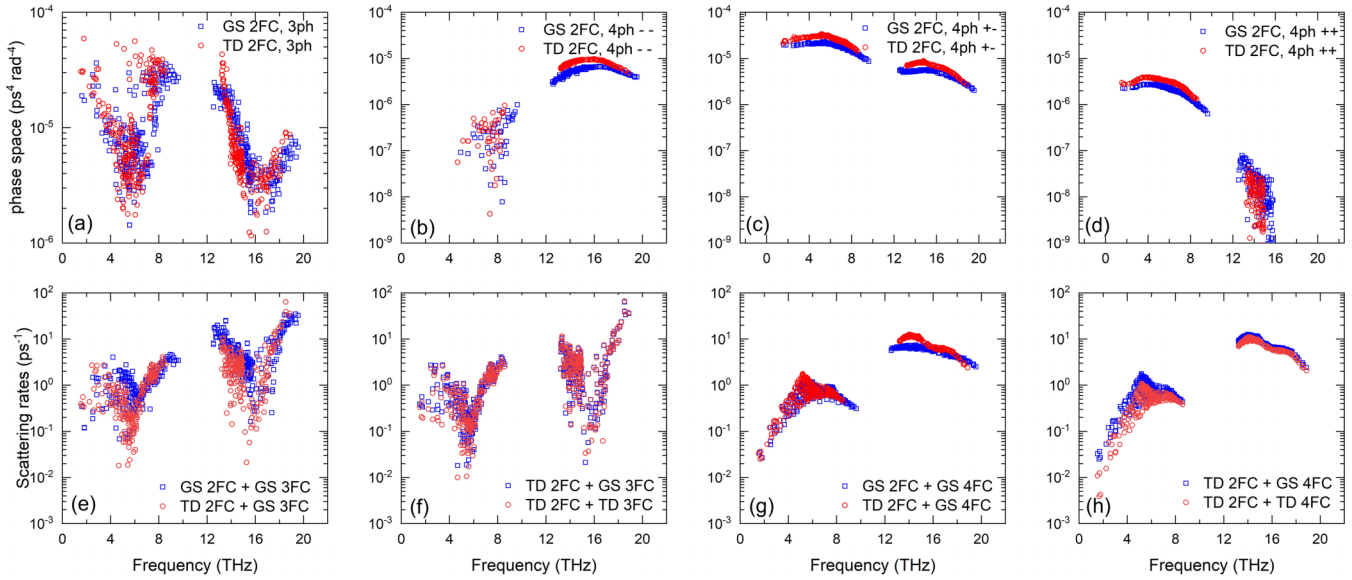 GS 2FC, 3ph
TD 2FC, 3ph
(a)
phase space (ps⁴ rad⁻⁴)
10⁻⁴
10⁻⁵
10⁻⁶
0 4 8 12 16 20
GS 2FC, 4ph --
TD 2FC, 4ph --
(b)
10⁻⁴
10⁻⁵
10⁻⁶
10⁻⁷
10⁻⁸
10⁻⁹
0 4 8 12 16 20
GS 2FC, 4ph +-
TD 2FC, 4ph +-
(c)
10⁻⁴
10⁻⁵
10⁻⁶
10⁻⁷
10⁻⁸
10⁻⁹
0 4 8 12 16 20
GS 2FC, 4ph ++
TD 2FC, 4ph ++
(d)
10⁻⁴
10⁻⁵
10⁻⁶
10⁻⁷
10⁻⁸
10⁻⁹
0 4 8 12 16 20
Scattering rates (ps⁻¹)
10²
10¹
10⁰
10⁻¹
10⁻²
10⁻³
(e)
GS 2FC + GS 3FC
TD 2FC + GS 3FC
0 4 8 12 16 20
Frequency (THz)
10²
10¹
10⁰
10⁻¹
10⁻²
10⁻³
(f)
TD 2FC + GS 3FC
TD 2FC + TD 3FC
0 4 8 12 16 20
Frequency (THz)
10²
10¹
10⁰
10⁻¹
10⁻²
10⁻³
(g)
GS 2FC + GS 4FC
TD 2FC + GS 4FC
0 4 8 12 16 20
Frequency (THz)
10²
10¹
10⁰
10⁻¹
10⁻²
10⁻³
(h)
TD 2FC + GS 4FC
TD 2FC + TD 4FC
0 4 8 12 16 20
Frequency (THz)